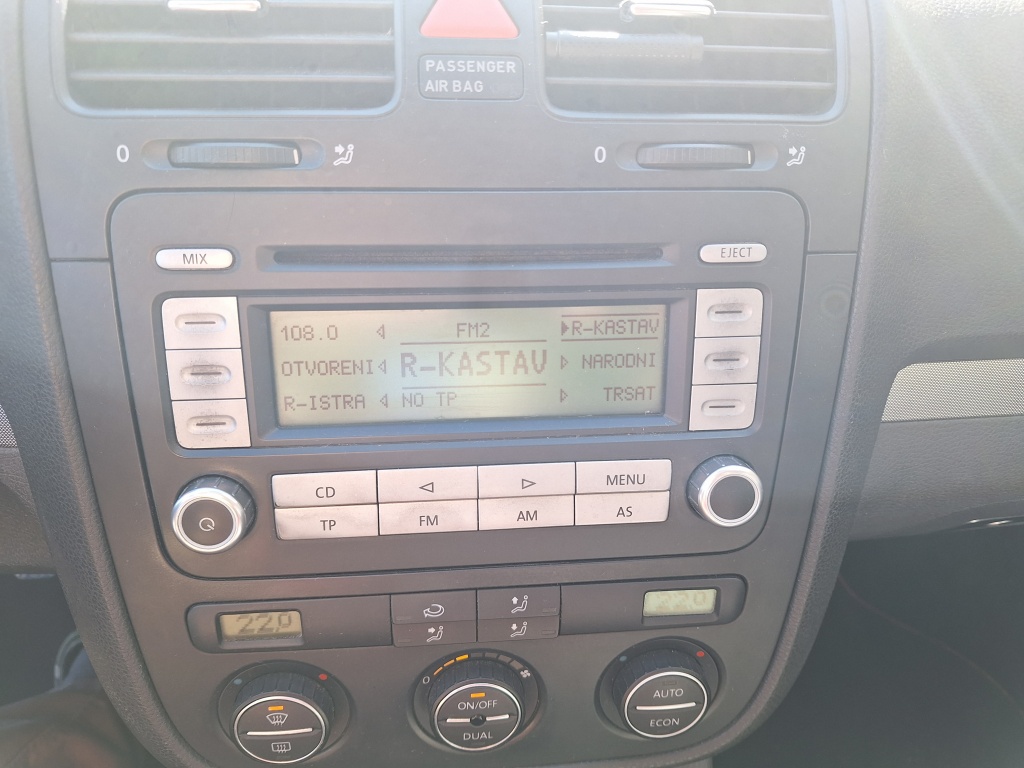 PASSENGER
AIR BAG
0
0
MIX
EJECT
108.0 FM2 R-KASTAV
OTVORENI R-KASTAV NARODNI
R-ISTRA NO TP TRSAT
CD MENU
TP FM AM AS
22.0
22.0
0
ON/OFF
DUAL
AUTO
ECON